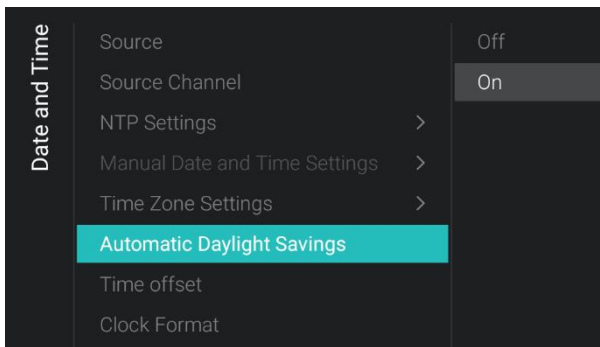 Date and Time
Source
Source Channel
NTP Settings
Manual Date and Time Settings
Time Zone Settings
Automatic Daylight Savings
Time offset
Clock Format
Off
On